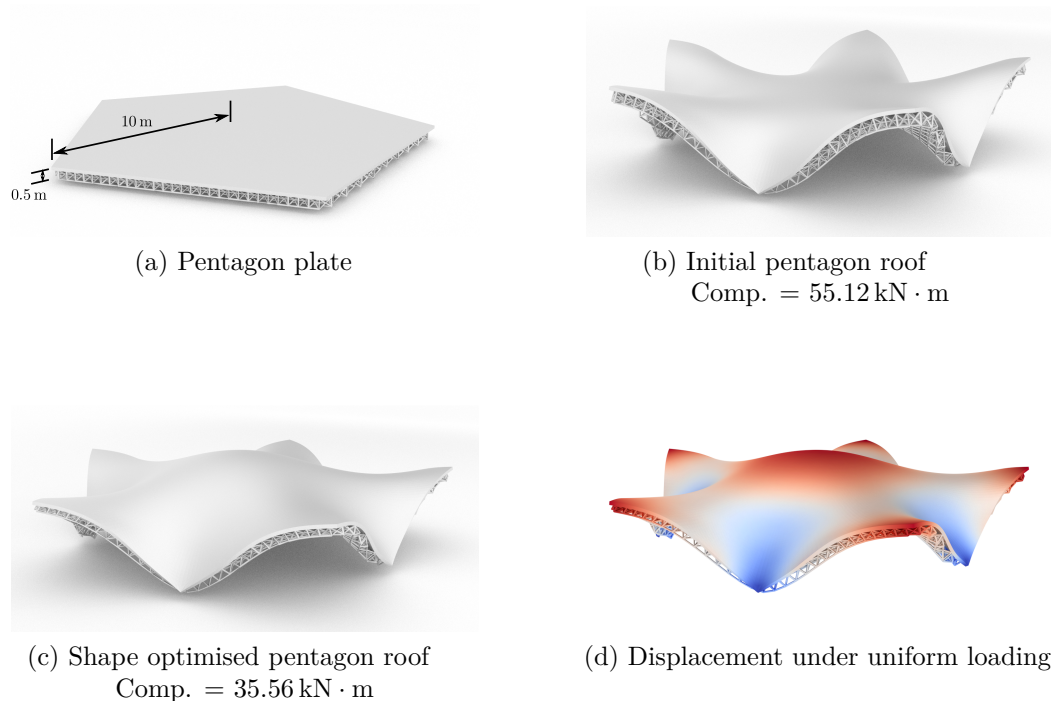 10 m
0.5 m
(a) Pentagon plate
(b) Initial pentagon roof
Comp. = 55.12 kN · m
(c) Shape optimised pentagon roof
Comp. = 35.56 kN · m
(d) Displacement under uniform loading